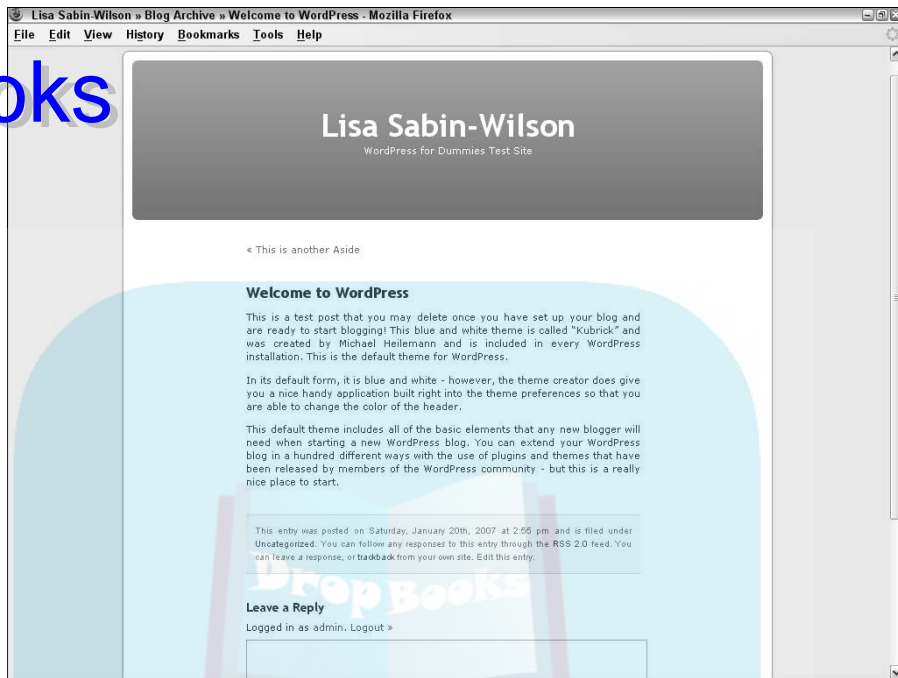 Lisa Sabin-Wilson » Blog Archive » Welcome to WordPress - Mozilla Firefox
File Edit View History Bookmarks Tools Help
oks
Lisa Sabin-Wilson
WordPress for Dummies Test Site
« This is another Aside
Welcome to WordPress
This is a test post that you may delete once you have set up your blog and
are ready to start blogging! This blue and white theme is called "Kubrick" and
was created by Michael Heilemann and is included in every WordPress
installation. This is the default theme for WordPress.
In its default form, it is blue and white - however, the theme creator does give
you a nice handy application built right into the theme preferences so that you
are able to change the color of the header.
This default theme includes all of the basic elements that any new blogger will
need when starting a new WordPress blog. You can extend your WordPress
blog in a hundred different ways with the use of plugins and themes that have
been released by members of the WordPress community - but this is a really
nice place to start.
This entry was posted on Saturday, January 20th, 2007 at 2:55 pm and is filed under
Uncategorized. You can follow any responses to this entry through the RSS 2.0 feed. You
can leave a response, or trackback from your own site. Edit this entry.
DropBooks
Leave a Reply
Logged in as admin. Logout »